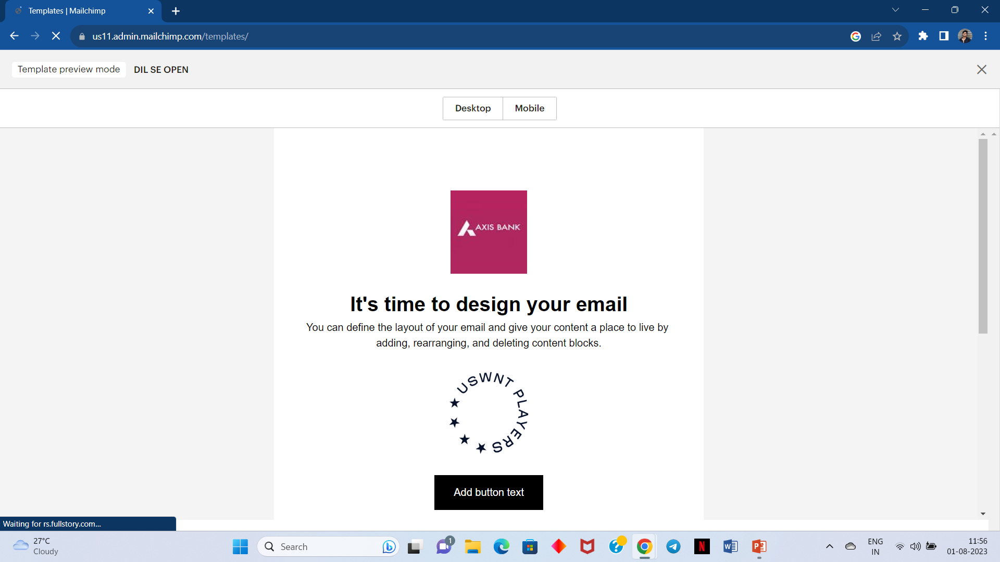 Templates | Mailchimp
us11.admin.mailchimp.com/templates/
Template preview mode DIL SE OPEN
Desktop Mobile
AXIS BANK
It's time to design your email
You can define the layout of your email and give your content a place to live by
adding, rearranging, and deleting content blocks.
USWNT PLAYERS
Add button text
Waiting for rs.fullstory.com...
27°C
Cloudy
Search
1
ENG
IN
11:56
01-08-2023